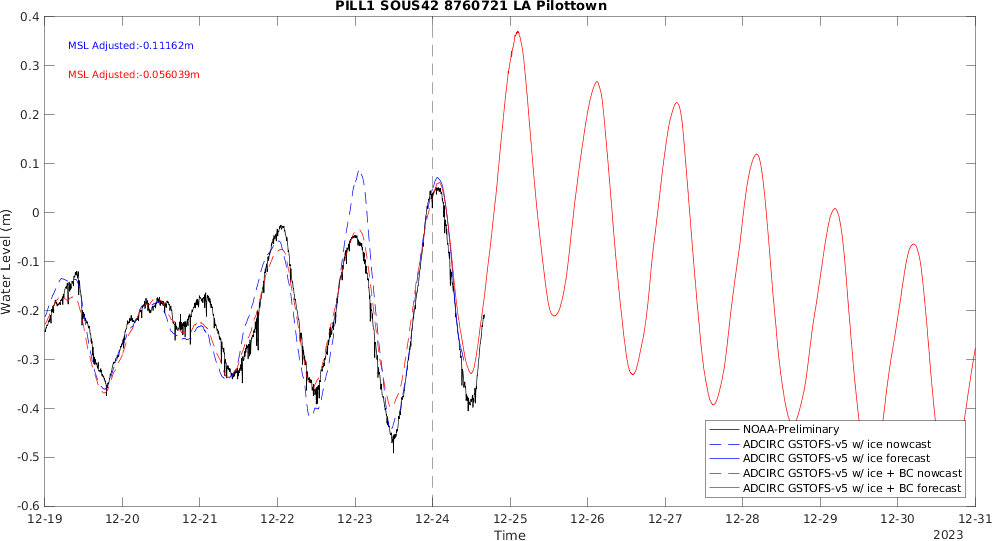 PILL1 SOUS42 8760721 LA Pilottown
MSL Adjusted:-0.11162m
MSL Adjusted:-0.056039m
0.4
0.3
0.2
0.1
0
-0.1
-0.2
-0.3
-0.4
-0.5
-0.6
Water Level (m)
NOAA-Preliminary
ADCIRC GSTOFS-v5 w/ ice nowcast
ADCIRC GSTOFS-v5 w/ ice forecast
ADCIRC GSTOFS-v5 w/ ice + BC nowcast
ADCIRC GSTOFS-v5 w/ ice + BC forecast
12-19 12-20 12-21 12-22 12-23 12-24 12-25 12-26 12-27 12-28 12-29 12-30 12-31
Time
2023